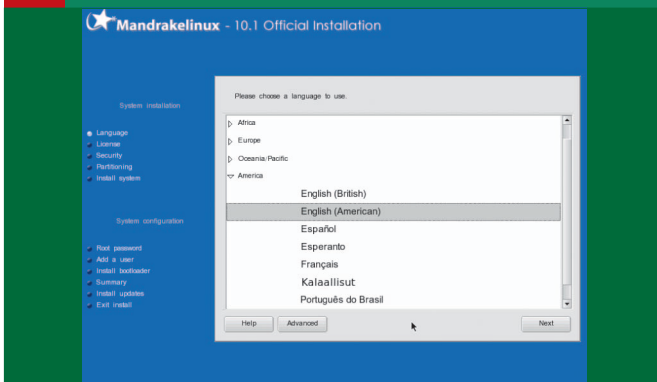 Mandrakelinux - 10.1 Official Installation
System installation
Language
License
Security
Partitioning
Install system
System configuration
Root password
Add a user
Install bootloader
Summary
Install updates
Exit install
Please choose a language to use.
Africa
Europe
Oceania/Pacific
America
English (British)
English (American)
Español
Esperanto
Français
Kalaallisut
Português do Brasil
Help
Advanced
Next